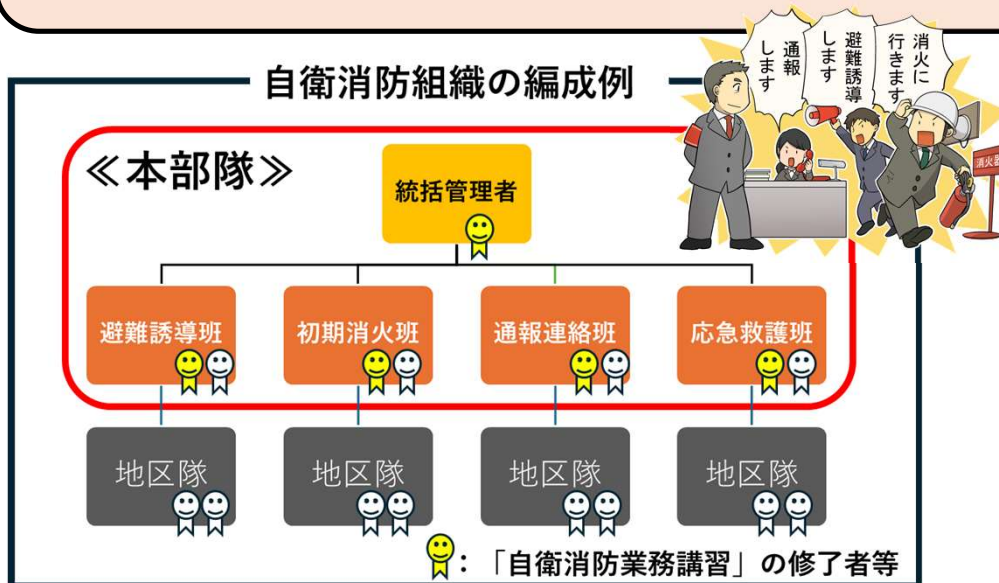 自衛消防組織の編成例
消火に
行きます
避難誘導
します
通報
します
消火器
≪本部隊≫
統括管理者
避難誘導班
初期消火班
通報連絡班
応急救護班
地区隊
地区隊
地区隊
地区隊
：「自衛消防業務講習」の修了者等